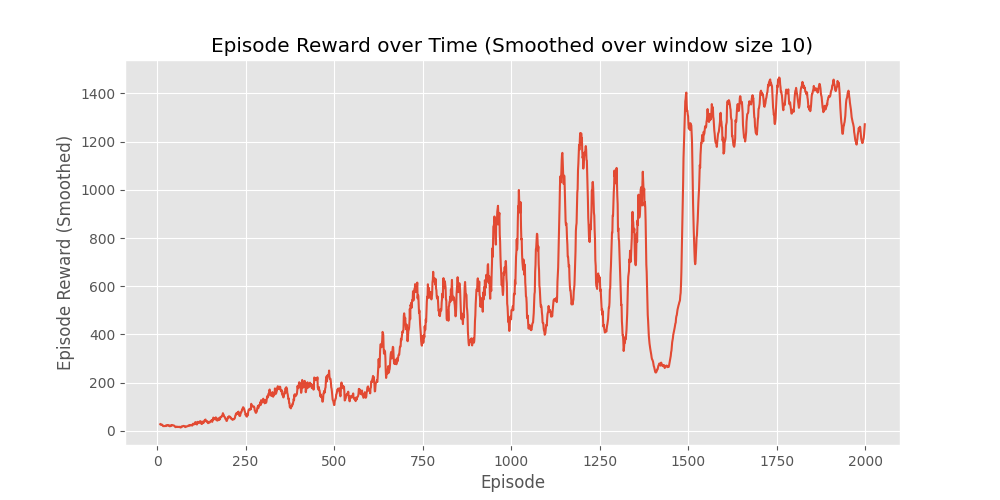 Episode Reward over Time (Smoothed over window size 10)
Episode Reward (Smoothed)
1400
1200
1000
800
600
400
200
0
0 250 500 750 1000 1250 1500 1750 2000
Episode